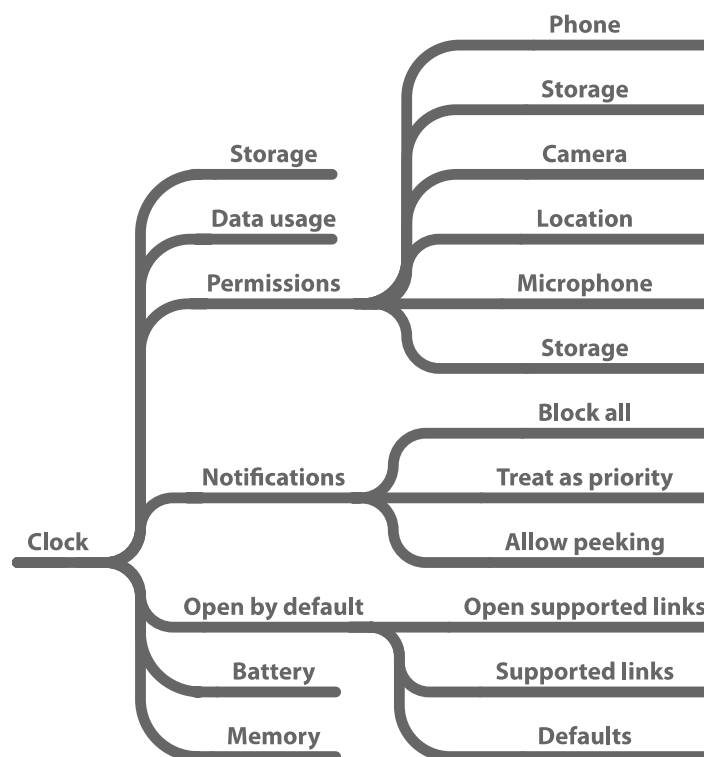 Phone
Storage
Camera
Storage
Location
Data usage
Permissions
Microphone
Storage
Block all
Notifications
Treat as priority
Clock
Allow peeking
Open by default
Open supported links
Battery
Supported links
Memory
Defaults